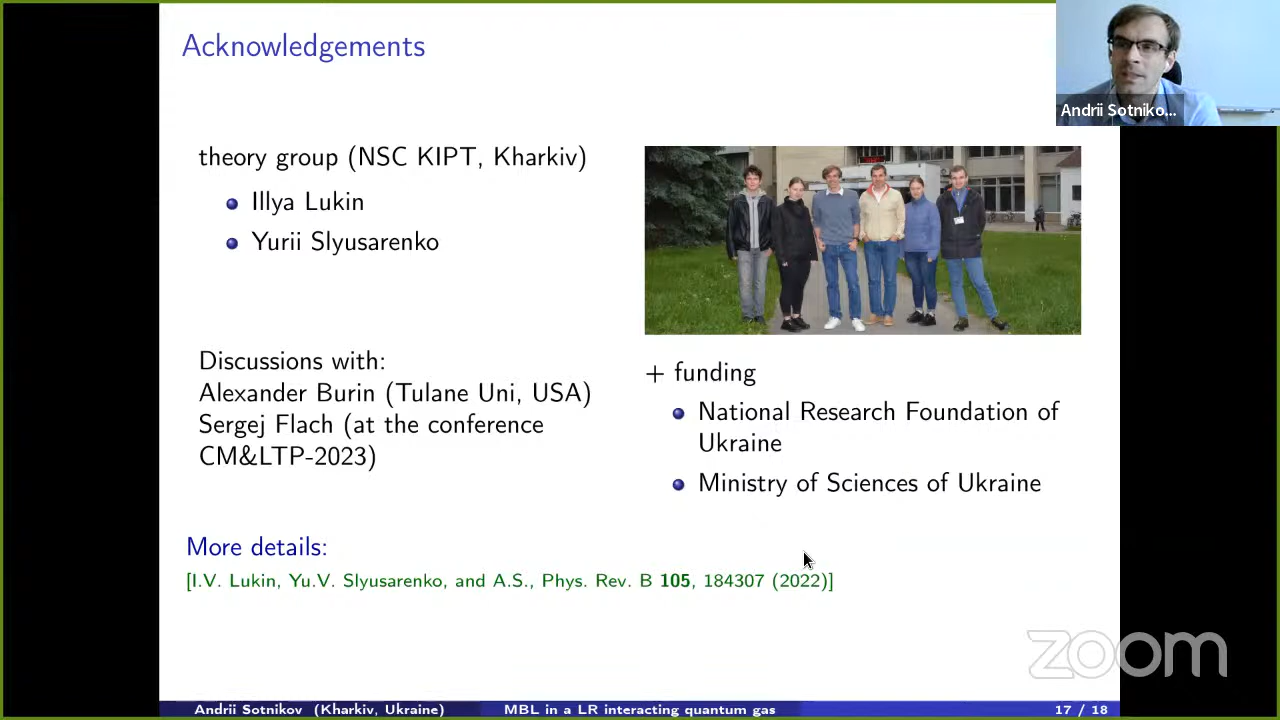 Acknowledgements
Andrii Sotniko...
theory group (NSC KIPT, Kharkiv)
Illya Lukin
Yurii Slyusarenko
Discussions with:
Alexander Burin (Tulane Uni, USA)
Sergej Flach (at the conference
CM&LTP-2023)
+ funding
National Research Foundation of
Ukraine
Ministry of Sciences of Ukraine
More details:
[I.V. Lukin, Yu.V. Slyusarenko, and A.S., Phys. Rev. B 105, 184307 (2022)]
zoom
Andrii Sotnikov (Kharkiv, Ukraine)
MBL in a LR interacting quantum gas
17 / 18